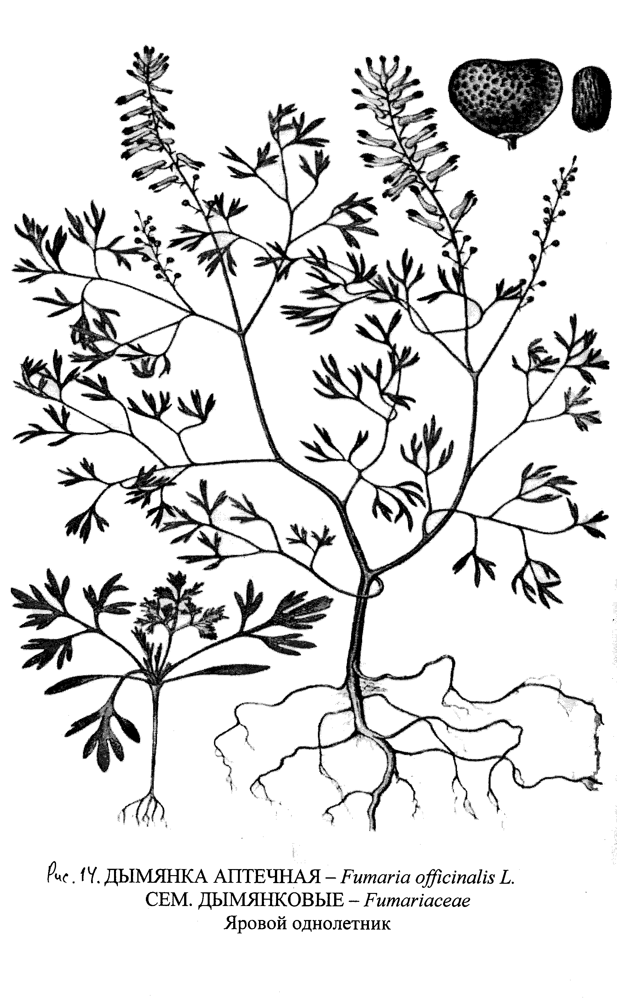 Рис. 14. ДЫМЯНКА АПТЕЧНАЯ – Fumaria officinalis L.
СЕМ. ДЫМЯНКОВЫЕ – Fumariaceae
Яровой однолетник